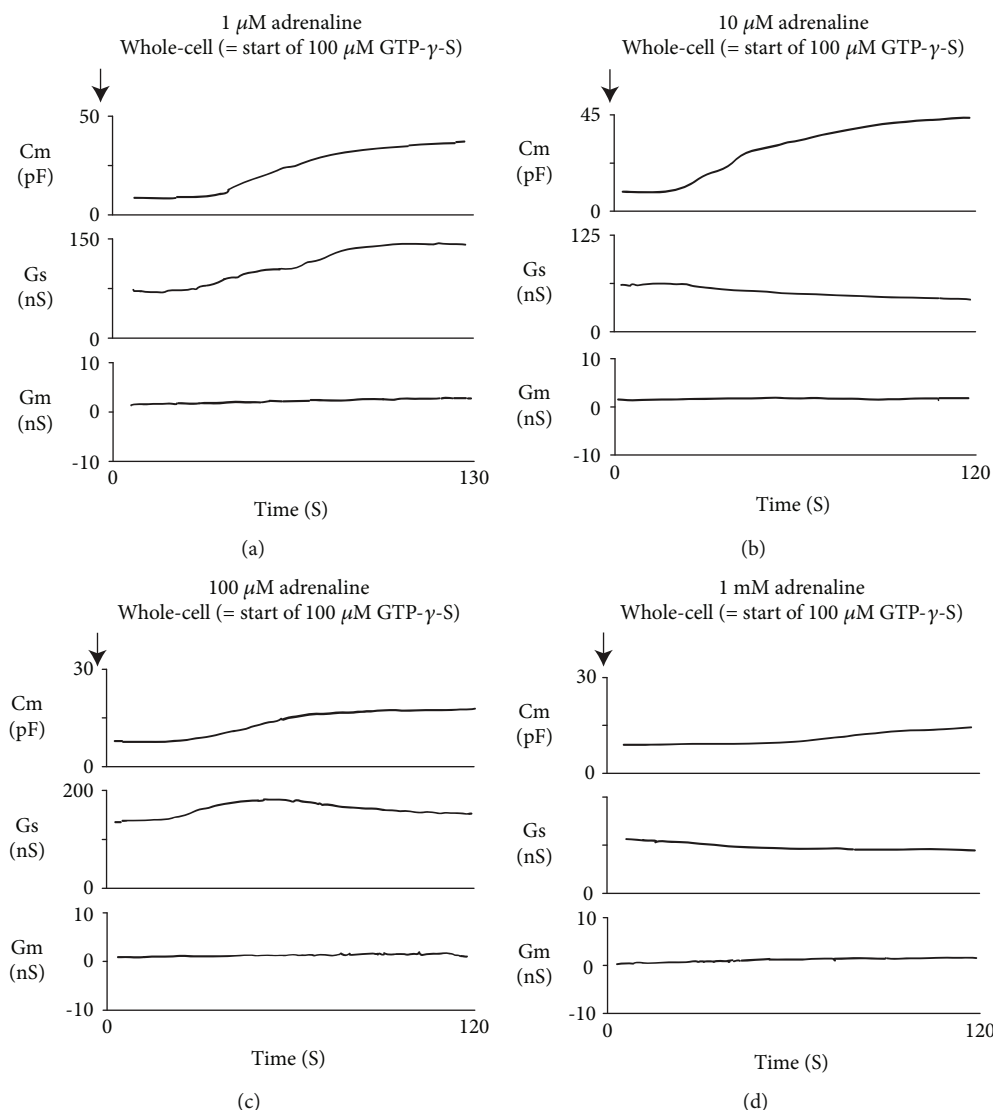 1 μM adrenaline
Whole-cell (= start of 100 μM GTP-γ-S)
50
Cm
(pF)
0
150
Gs
(nS)
0
10
Gm
(nS)
0
-10
0
130
Time (S)
(a)
10 μM adrenaline
Whole-cell (= start of 100 μM GTP-γ-S)
45
Cm
(pF)
0
125
Gs
(nS)
0
10
Gm
(nS)
0
-10
0
120
Time (S)
(b)
100 μM adrenaline
Whole-cell (= start of 100 μM GTP-γ-S)
30
Cm
(pF)
0
200
Gs
(nS)
0
10
Gm
(nS)
0
-10
0
120
Time (S)
(c)
1 mM adrenaline
Whole-cell (= start of 100 μM GTP-γ-S)
30
Cm
(pF)
0
Gs
(nS)
0
10
Gm
(nS)
0
-10
0
120
Time (S)
(d)